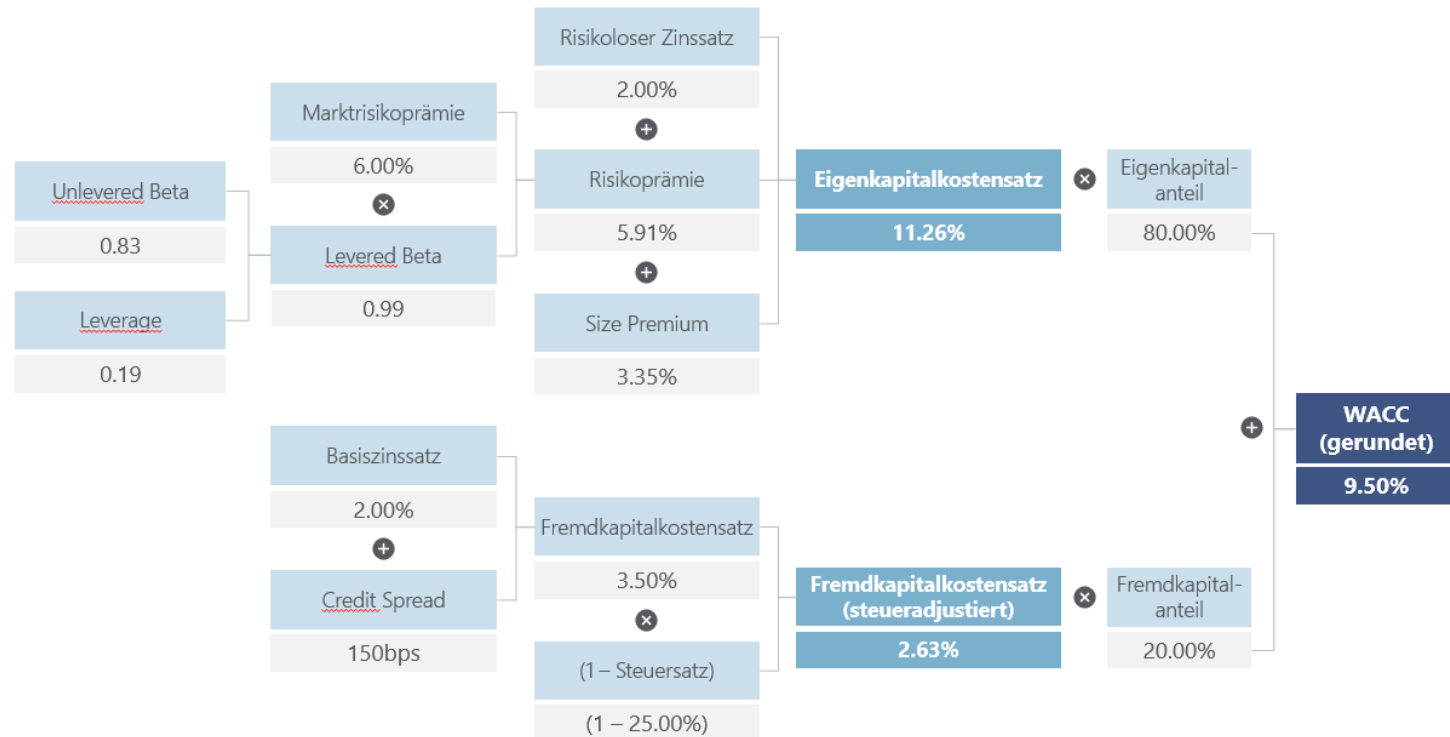 Unlevered Beta
0.83
Leverage
0.19
Marktrisikoprämie
6.00%
Levered Beta
0.99
Risikoloser Zinssatz
2.00%
Risikoprämie
5.91%
Size Premium
3.35%
Eigenkapitalkostensatz
11.26%
Eigenkapital-
anteil
80.00%
Basiszinssatz
2.00%
Credit Spread
150bps
Fremdkapitalkostensatz
3.50%
(1 – Steuersatz)
(1 – 25.00%)
Fremdkapitalkostensatz
(steueradjustiert)
2.63%
Fremdkapital-
anteil
20.00%
WACC
(gerundet)
9.50%